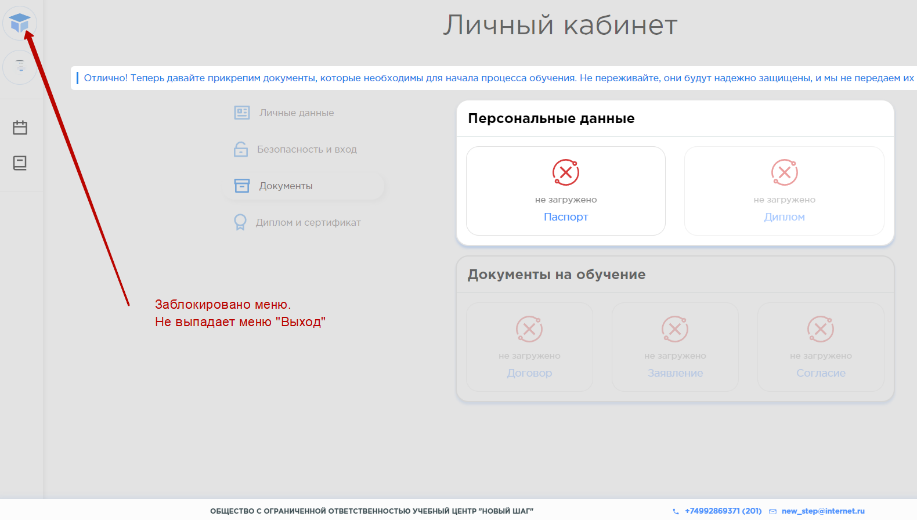 Личный кабинет
Отлично! Теперь давайте прикрепим документы, которые необходимы для начала процесса обучения. Не переживайте, они будут надежно защищены, и мы не передаем их
Личные данные
Безопасность и вход
Документы
Диплом и сертификат
Персональные данные
не загружено
Паспорт
не загружено
Диплом
Документы на обучение
не загружено
Договор
не загружено
Заявление
не загружено
Согласие
Заблокировано меню.
Не выпадает меню "Выход"
ОБЩЕСТВО С ОГРАНИЧЕННОЙ ОТВЕТСТВЕННОСТЬЮ УЧЕБНЫЙ ЦЕНТР "НОВЫЙ ШАГ"
+74992869371 (201)
new_step@internet.ru